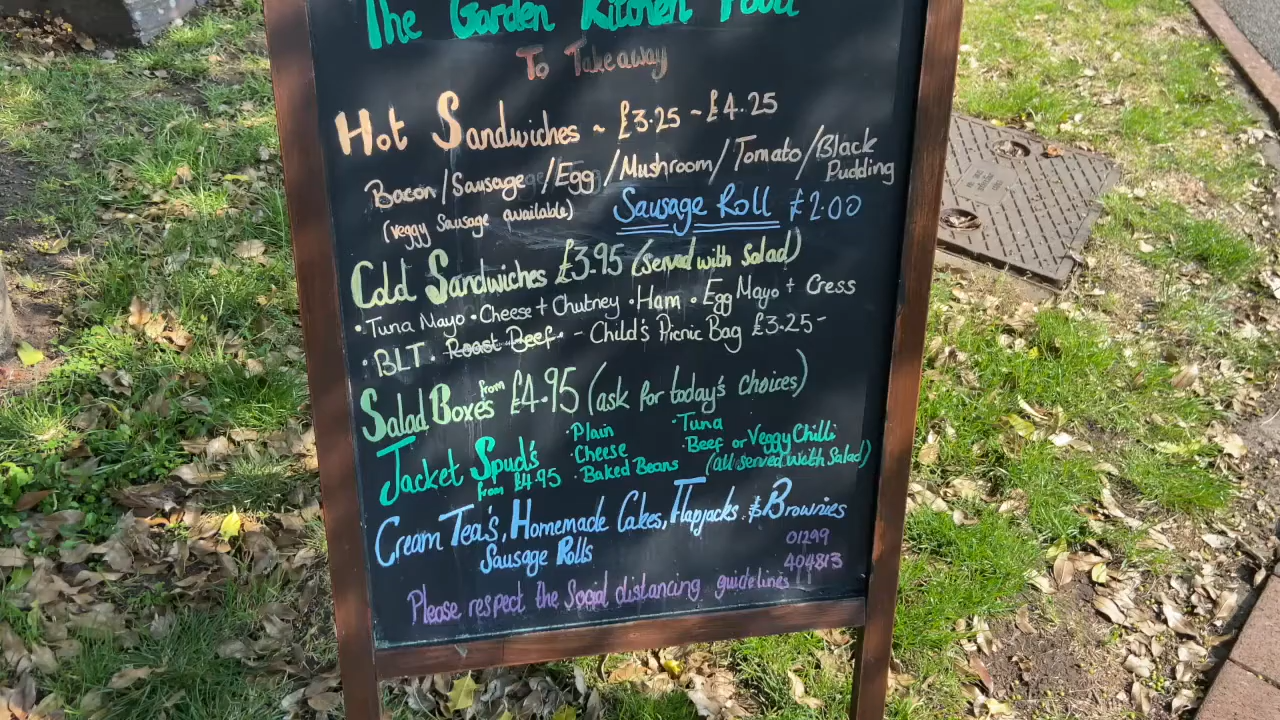 The Garden Kitchen Food
To Takeaway
Hot Sandwiches ~ £3.25 - £4.25
Bacon/Sausage/Egg/Mushroom/Tomato/Black Pudding
(veggy Sausage available)
Sausage Roll £2.00
Cold Sandwiches £3.95 (served with Salad)
• Tuna Mayo • Cheese + Chutney • Ham • Egg Mayo + Cress
• BLT • Roast Beef • - Child's Picnic Bag £3.25 -
Salad Boxes from £4.95 (ask for today's choices)
Jacket Spud's from £4.95
• Plain
• Cheese
• Baked Beans
• Tuna
• Beef or Veggy Chilli
(all served with Salad)
Cream Tea's, Homemade Cakes, Flapjacks & Brownies
Sausage Rolls
01299
404813
Please respect the Social distancing guidelines